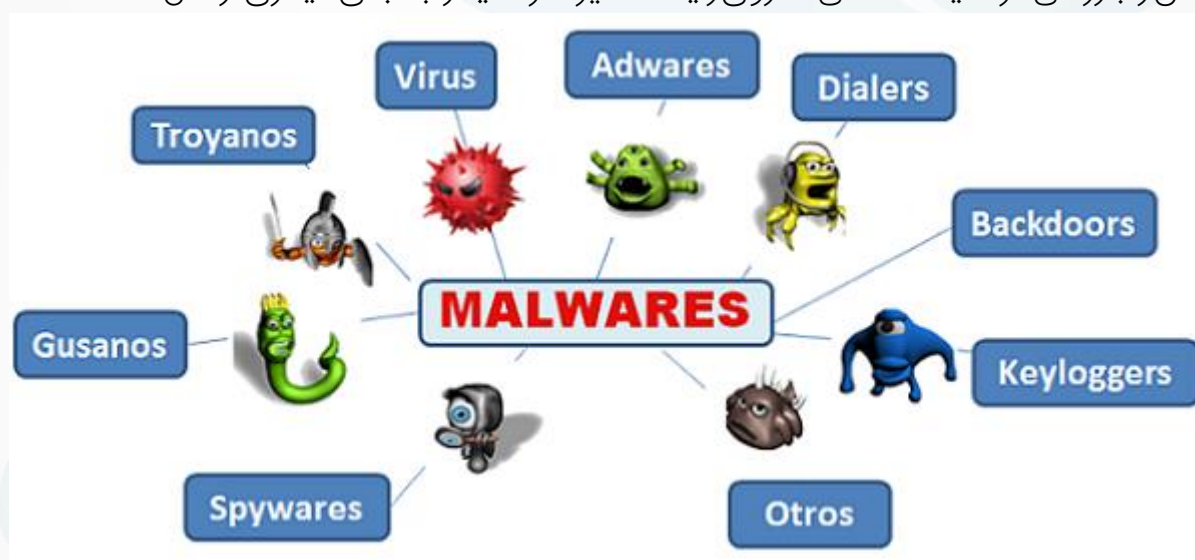 Virus
Adwares
Dialers
Troyanos
Backdoors
MALWARES
Gusanos
Keyloggers
Spywares
Otros